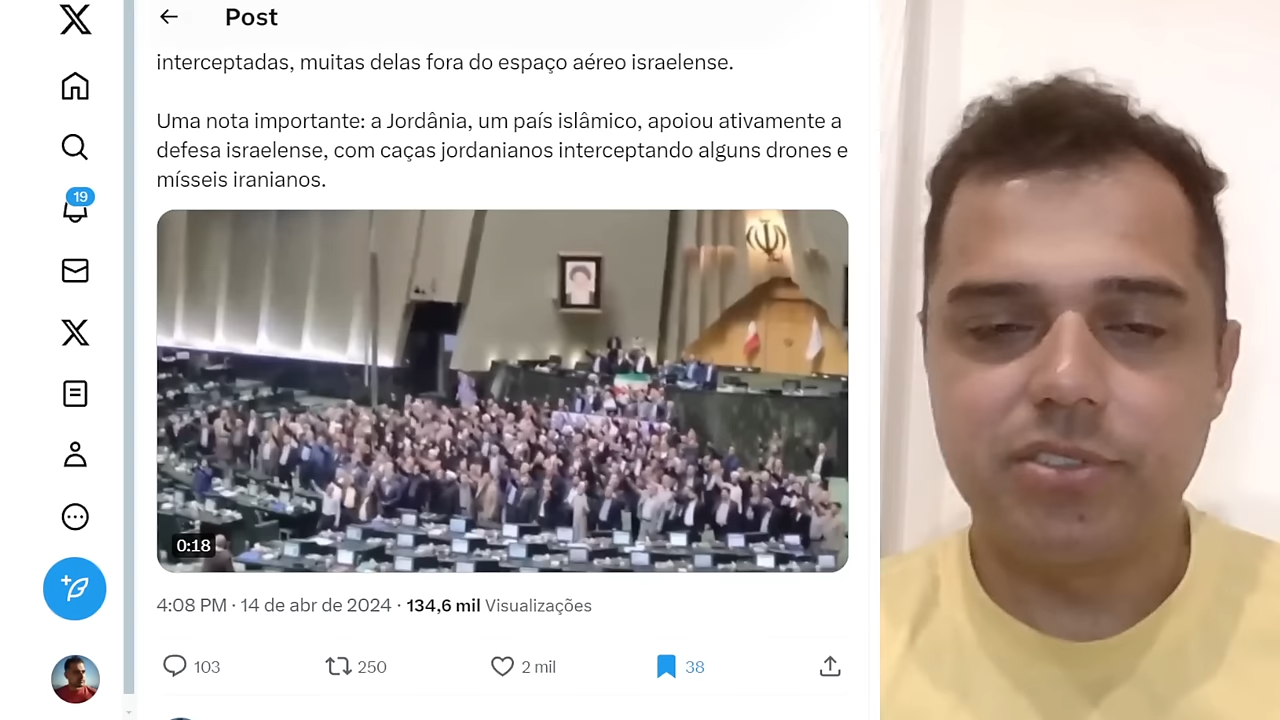 Post
interceptadas, muitas delas fora do espaço aéreo israelense.
Uma nota importante: a Jordânia, um país islâmico, apoiou ativamente a
defesa israelense, com caças jordanianos interceptando alguns drones e
mísseis iranianos.
19
0:18
4:08 PM · 14 de abr de 2024 · 134,6 mil Visualizações
103 250 2 mil 38